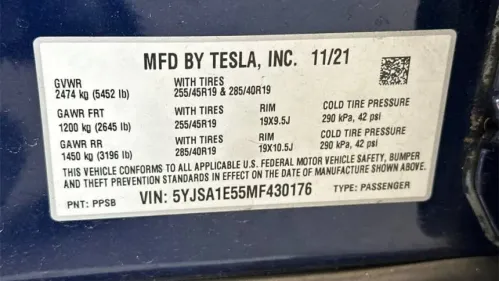 MFD BY TESLA, INC. 11/21
GVWR WITH TIRES
2474 kg (5452 lb) 255/45R19 & 285/40R19
GAWR FRT WITH TIRES RIM COLD TIRE PRESSURE
1200 kg (2645 lb) 255/45R19 19X9.5J 290 kPa, 42 psi
GAWR RR WITH TIRES RIM COLD TIRE PRESSURE
1450 kg (3196 lb) 285/40R19 19X10.5J 290 kPa, 42 psi
THIS VEHICLE CONFORMS TO ALL APPLICABLE U.S. FEDERAL MOTOR VEHICLE SAFETY, BUMPER
AND THEFT PREVENTION STANDARDS IN EFFECT ON THE DATE OF MANUFACTURE SHOWN ABOVE.
PNT: PPSB VIN: 5YJSA1E55MF430176 TYPE: PASSENGER